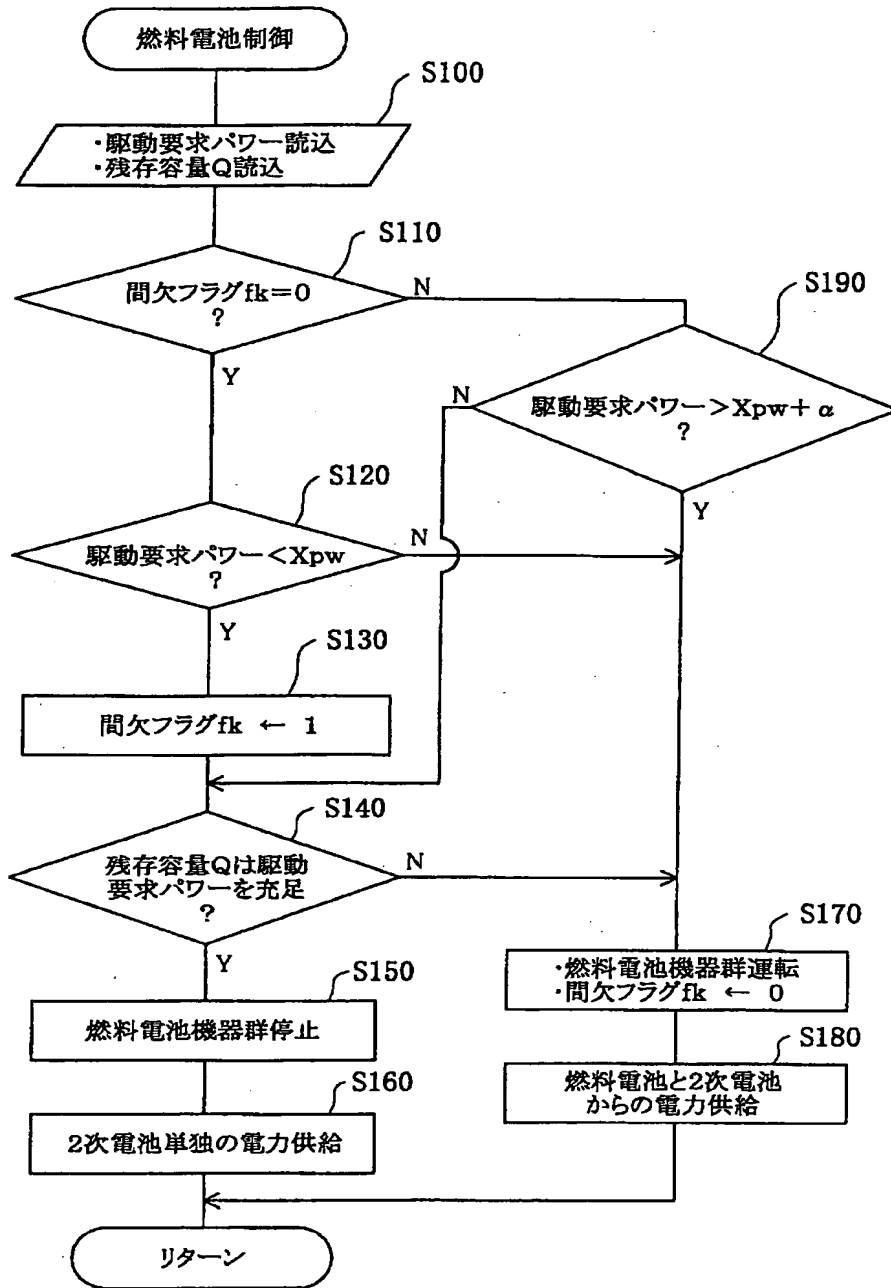 燃料電池制御
S100
・駆動要求パワー読込
・残存容量Q読込
S110
間欠フラグfk=0
?
N
Y
S190
駆動要求パワー>Xpw+α
?
N
Y
S120
駆動要求パワー<Xpw
?
N
Y
S130
間欠フラグfk ← 1
S140
残存容量Qは駆動
要求パワーを充足
?
N
Y
S150
燃料電池機器群停止
S160
2次電池単独の電力供給
S170
・燃料電池機器群運転
・間欠フラグfk ← 0
S180
燃料電池と2次電池
からの電力供給
リターン